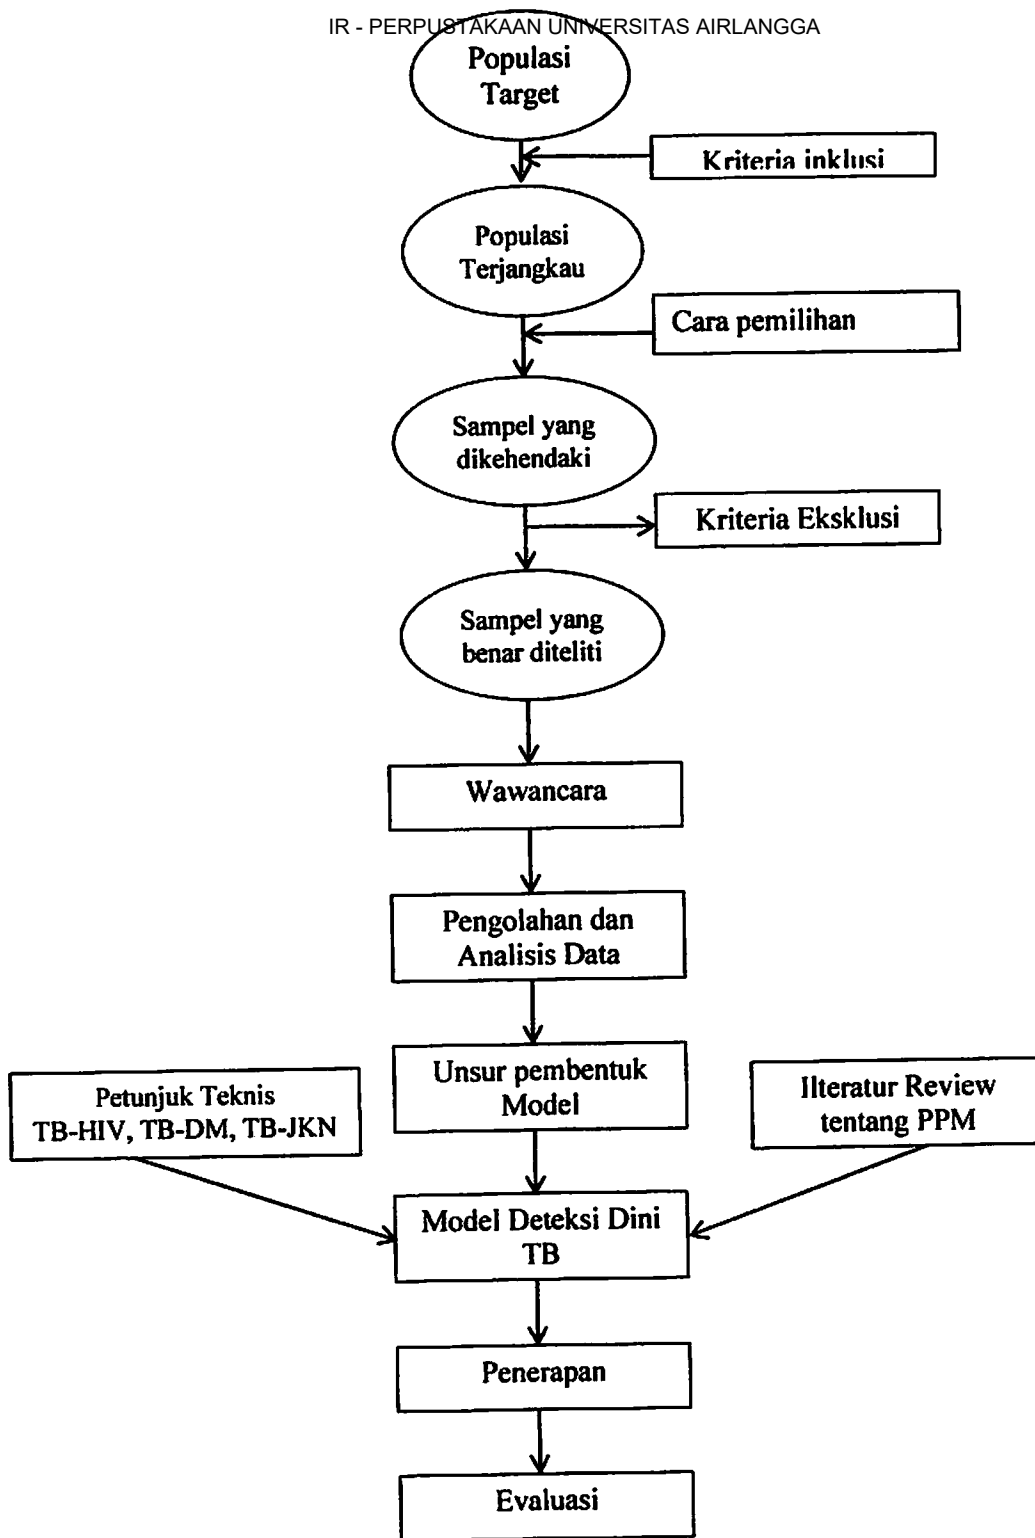 IR - PERPUSTAKAAN UNIVERSITAS AIRLANGGA
Populasi
Target
Kriteria inklusi
Populasi
Terjangkau
Cara pemilihan
Sampel yang
dikehendaki
Kriteria Eksklusi
Sampel yang
benar diteliti
Wawancara
Pengolahan dan
Analisis Data
Unsur pembentuk
Model
Petunjuk Teknis
TB-HIV, TB-DM, TB-JKN
Ilteratur Review
tentang PPM
Model Deteksi Dini
TB
Penerapan
Evaluasi